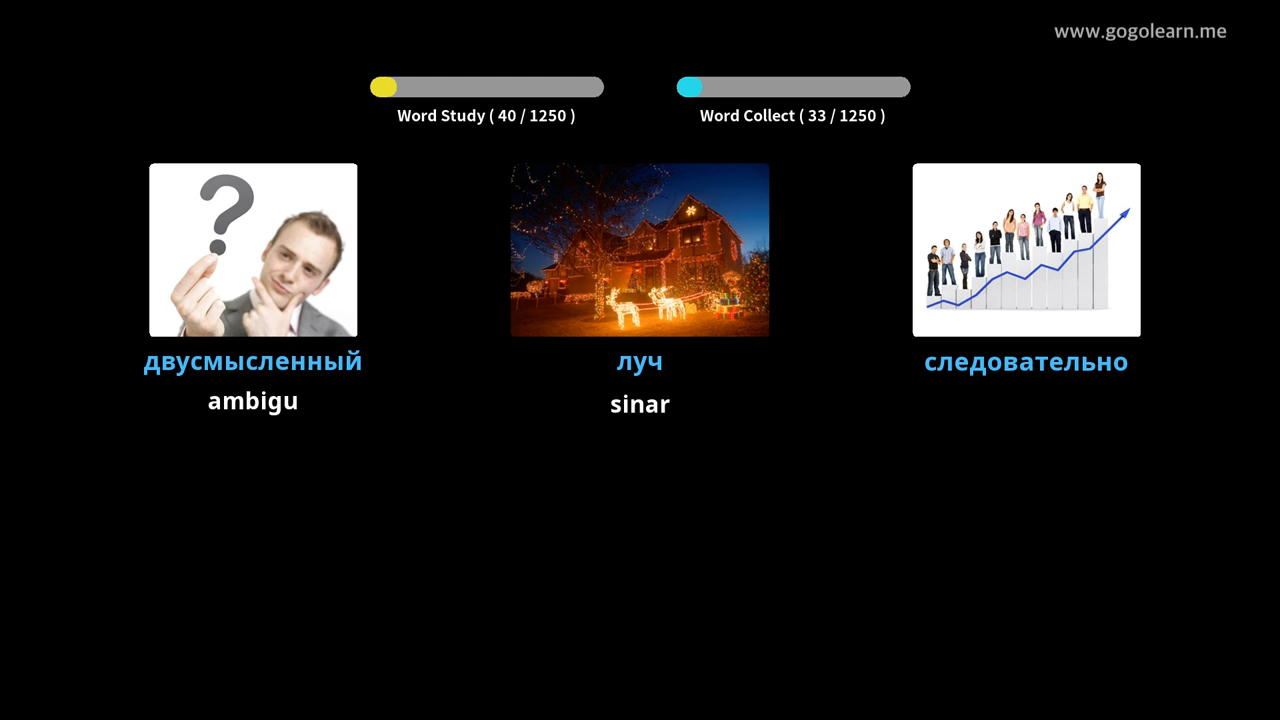 www.gogolearn.me
Word Study ( 40 / 1250 )
Word Collect ( 33 / 1250 )
двусмысленный
луч
следовательно
ambigu
sinar